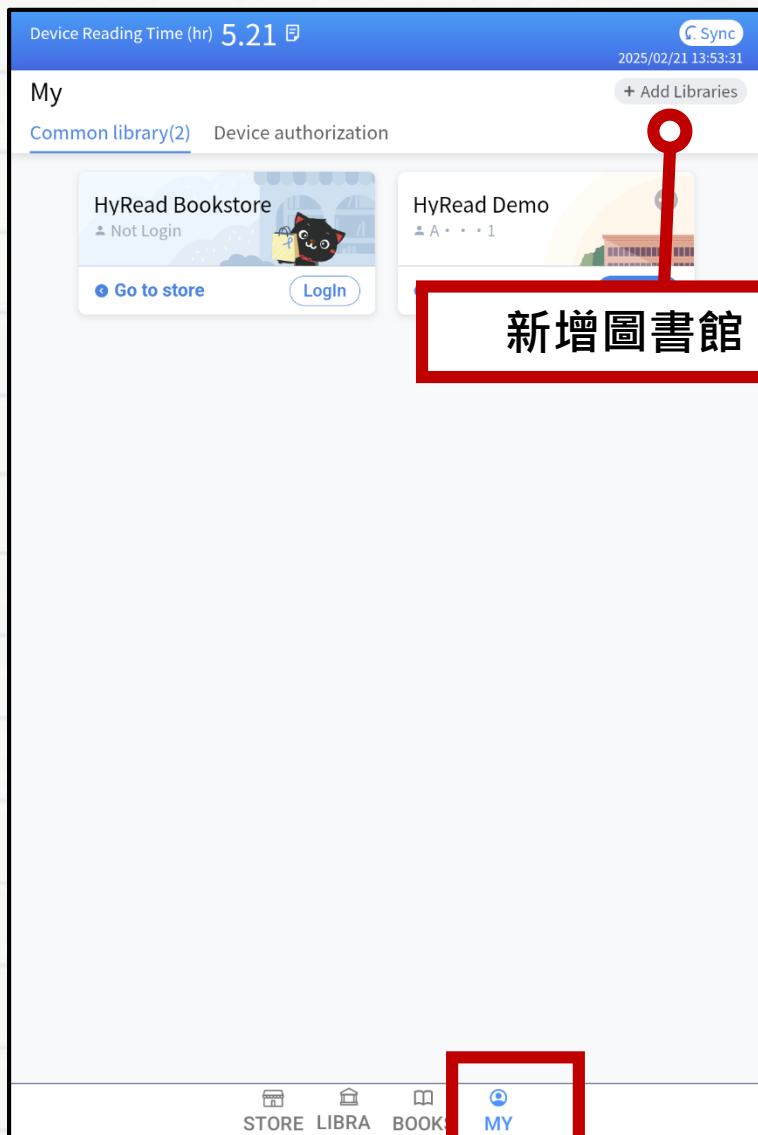 Device Reading Time (hr) 5.21
Sync
2025/02/21 13:53:31
My
+ Add Libraries
Common library(2) Device authorization
HyRead Bookstore
Not Login
Go to store
LogIn
HyRead Demo
A・・・1
新增圖書館
STORE LIBRA BOOKS MY